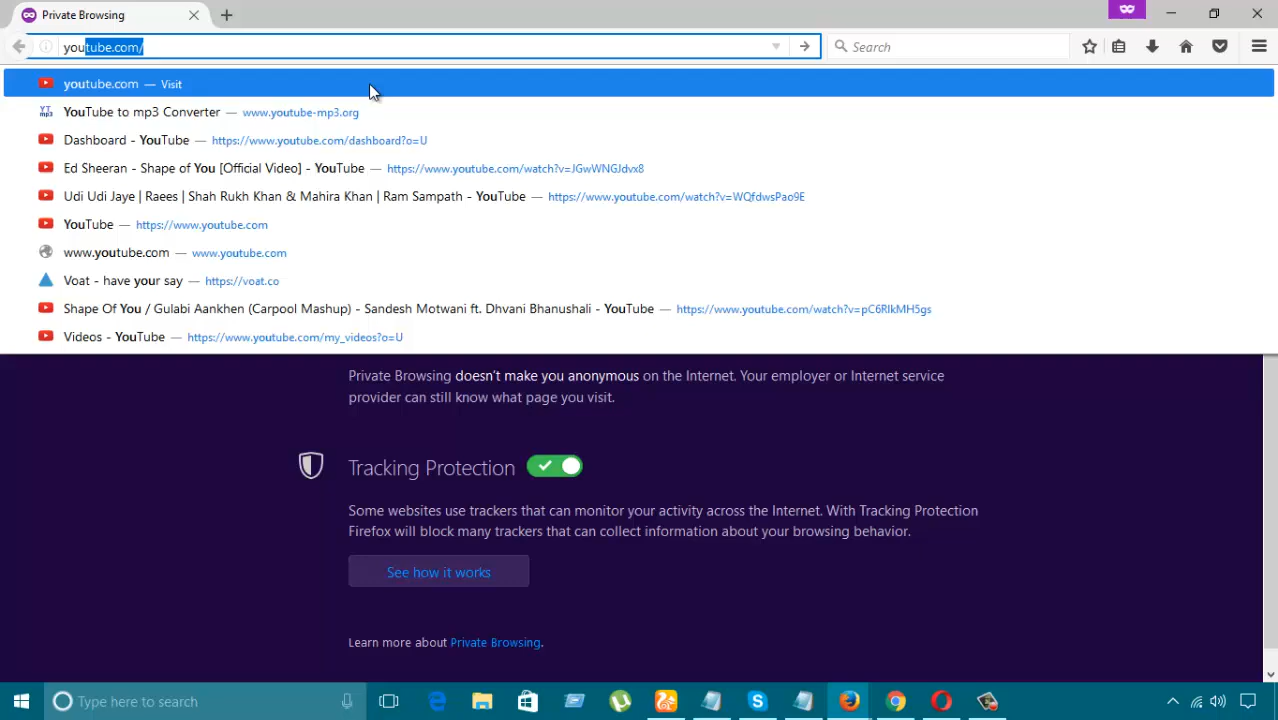 Private Browsing
youtube.com/
Search
youtube.com — Visit
YouTube to mp3 Converter — www.youtube-mp3.org
Dashboard - YouTube — https://www.youtube.com/dashboard?o=U
Ed Sheeran - Shape of You [Official Video] - YouTube — https://www.youtube.com/watch?v=JGwWNGJdvx8
Udi Udi Jaye | Raees | Shah Rukh Khan & Mahira Khan | Ram Sampath - YouTube — https://www.youtube.com/watch?v=WQfdwsPao9E
YouTube — https://www.youtube.com
www.youtube.com — www.youtube.com
Voat - have your say — https://voat.co
Shape Of You / Gulabi Aankhen (Carpool Mashup) - Sandesh Motwani ft. Dhvani Bhanushali - YouTube — https://www.youtube.com/watch?v=pC6RlkMH5gs
Videos - YouTube — https://www.youtube.com/my_videos?o=U
Private Browsing doesn't make you anonymous on the Internet. Your employer or Internet service
provider can still know what page you visit.
Tracking Protection
Some websites use trackers that can monitor your activity across the Internet. With Tracking Protection
Firefox will block many trackers that can collect information about your browsing behavior.
See how it works
Learn more about Private Browsing.
Type here to search